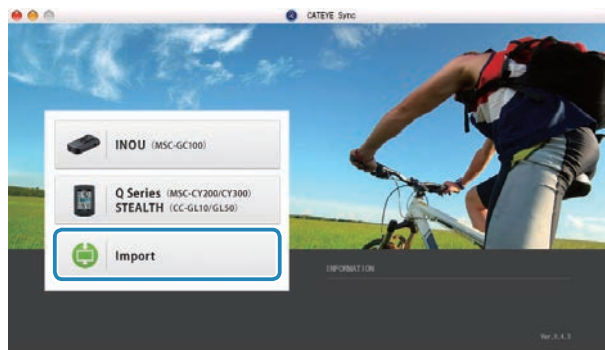 CATEYE Sync
INOU (MSC-GC100)
Q Series (MSC-CY200/CY300)
STEALTH (CC-GL10/GL50)
Import
INFORMATION